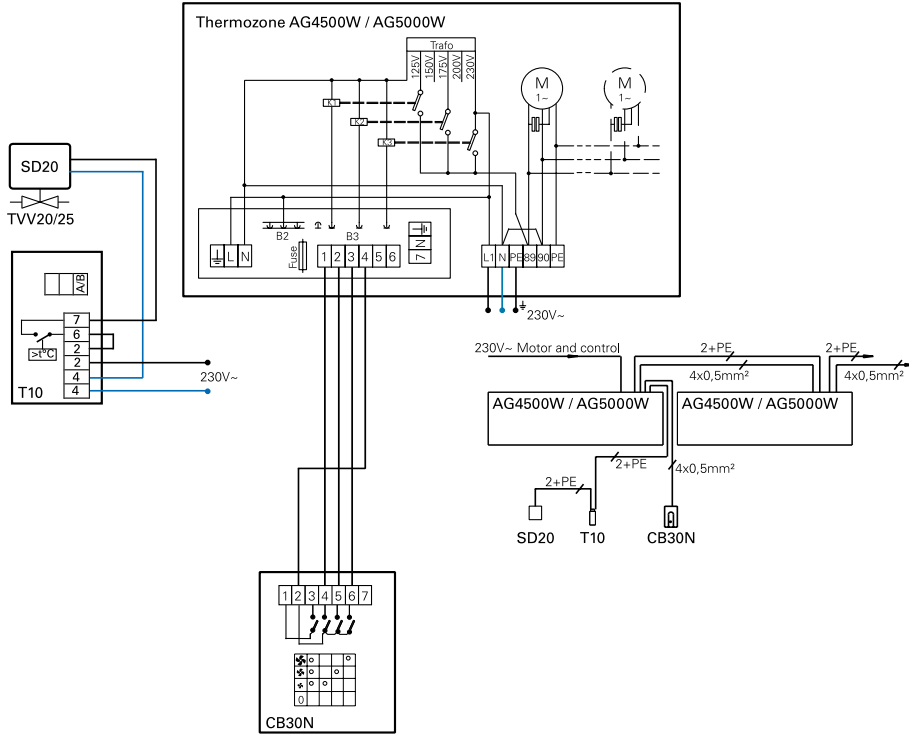 Thermozone AG4500W / AG5000W
Trafo
125V
150V
175V
200V
230V
M
1~
M
1~
K1
K2
K3
SD20
TVV20/25
B2
B3
Fuse
L N
1 2 3 4 5 6
7 N
L1 N PE 89 90 PE
230V~
A/B
7
6
2
2
4
4
>t°C
T10
230V~
230V~ Motor and control
2+PE
2+PE
4x0,5mm²
4x0,5mm²
AG4500W / AG5000W
AG4500W / AG5000W
2+PE
4x0,5mm²
2+PE
SD20
T10
CB30N
1 2 3 4 5 6 7
0
CB30N